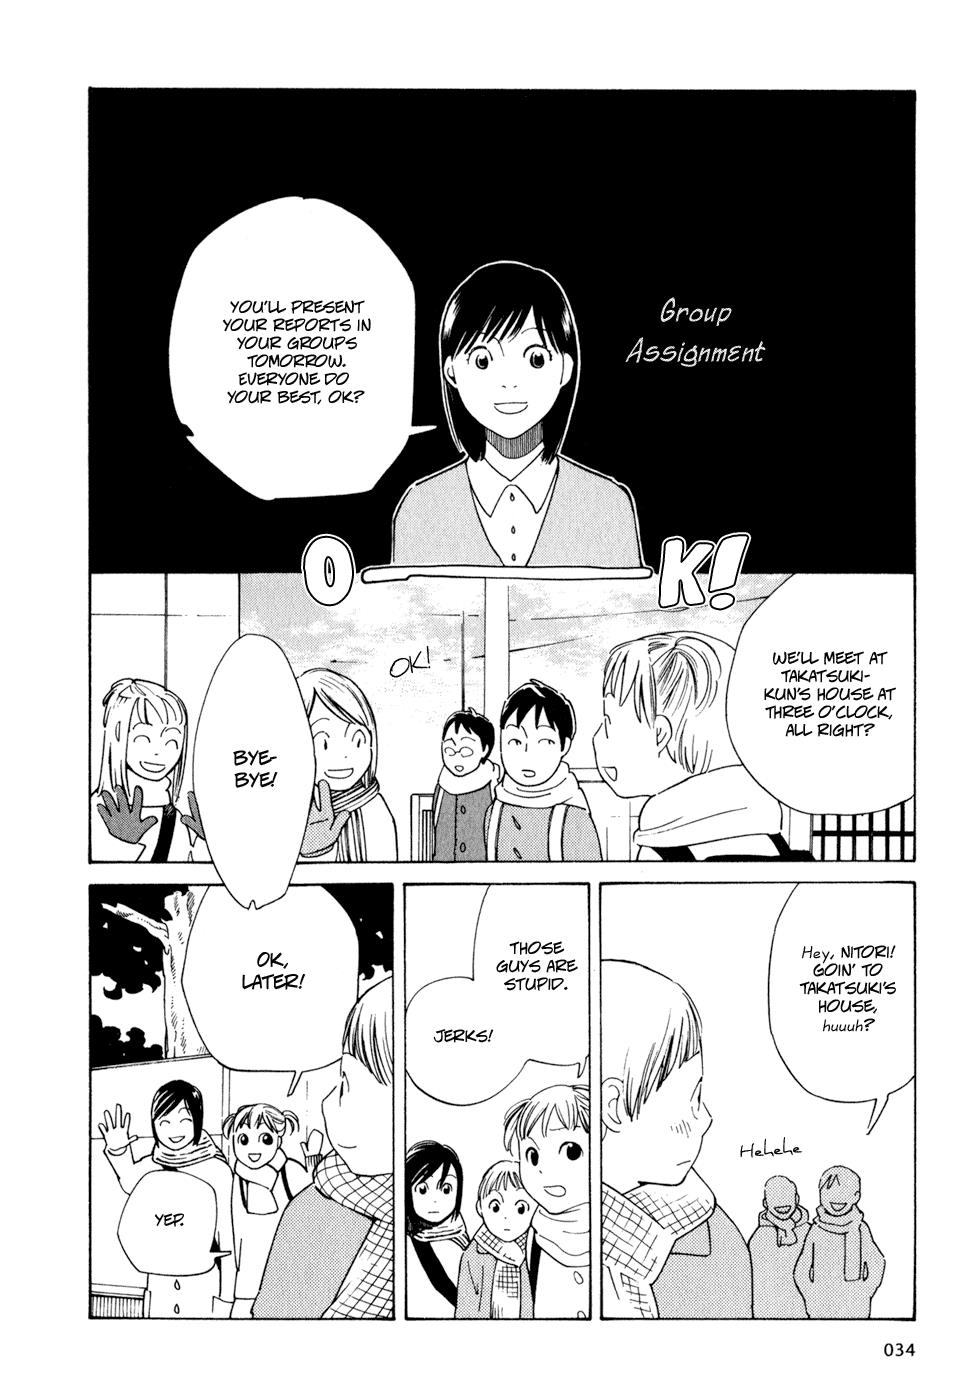 Group
Assignment
YOU'LL PRESENT
YOUR REPORTS IN
YOUR GROUPS
TOMORROW.
EVERYONE DO
YOUR BEST, OK?
O K!
WE'LL MEET AT
TAKATSUKI-
KUN'S HOUSE AT
THREE O'CLOCK,
ALL RIGHT?
OK!
BYE-
BYE!
Hey, NITORI!
GOIN' TO
TAKATSUKI'S
HOUSE,
huuuh?
Hehehe
THOSE
GUYS ARE
STUPID.
JERKS!
OK,
LATER!
YEP.
034